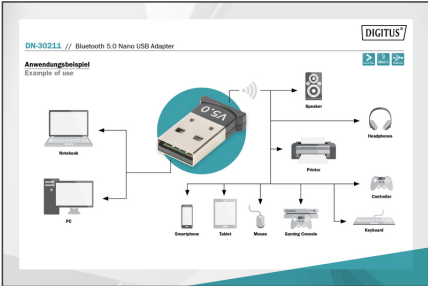 DIGITUS®
DN-30211 // Bluetooth 5.0 Nano USB Adapter
Anwendungsbeispiel
Example of use
V5.0
Speaker
Notebook
Headphones
Printer
PC
Controller
Smartphone
Tablet
Mouse
Gaming Console
Keyboard